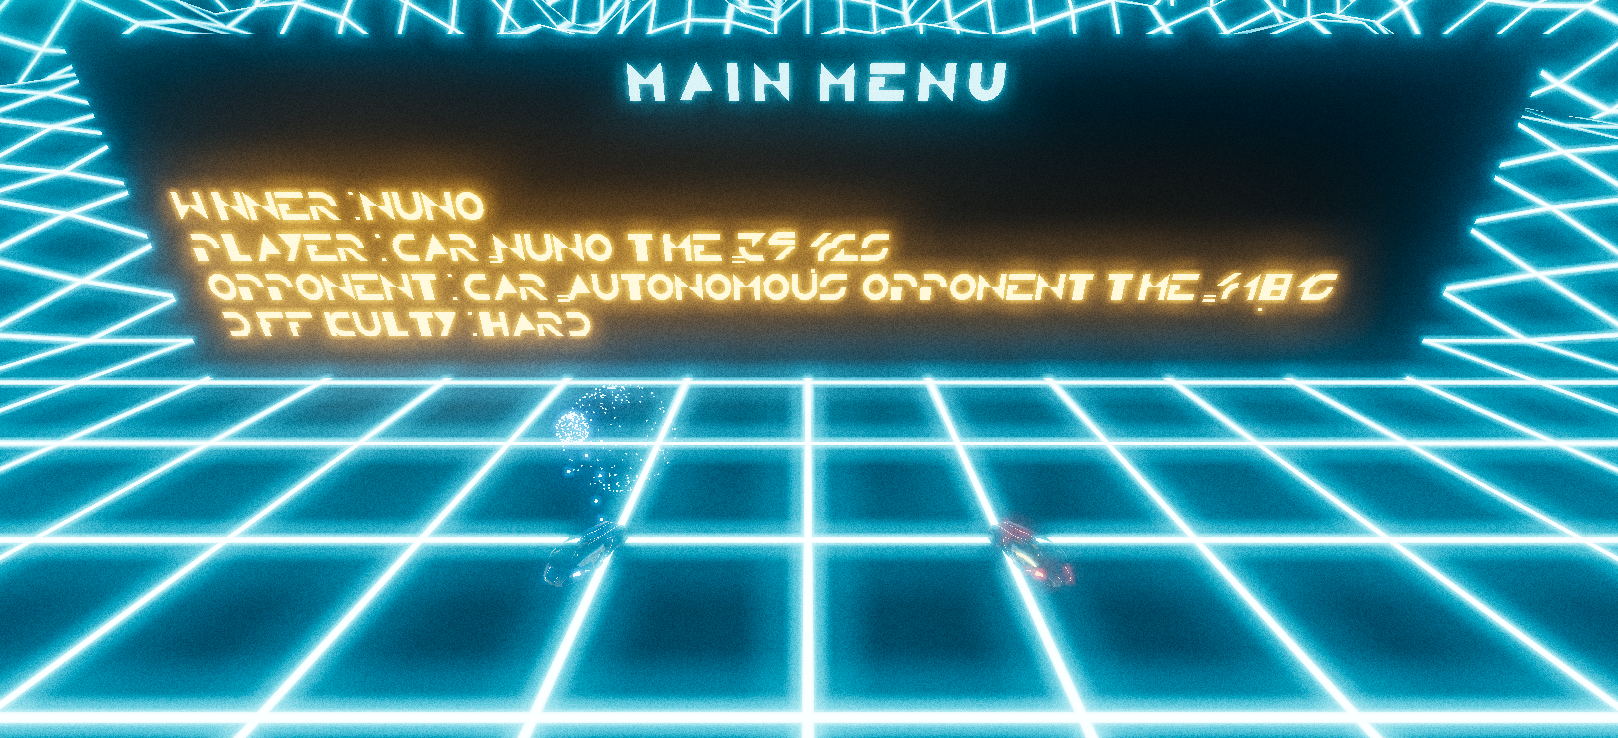 MAIN MENU
WINNER :NUNO
PLAYER :CAR_NUNO TIME
OPPONENT :CAR_AUTONOMOUS OPPONENT TIME
DIFFICULTY :HARD